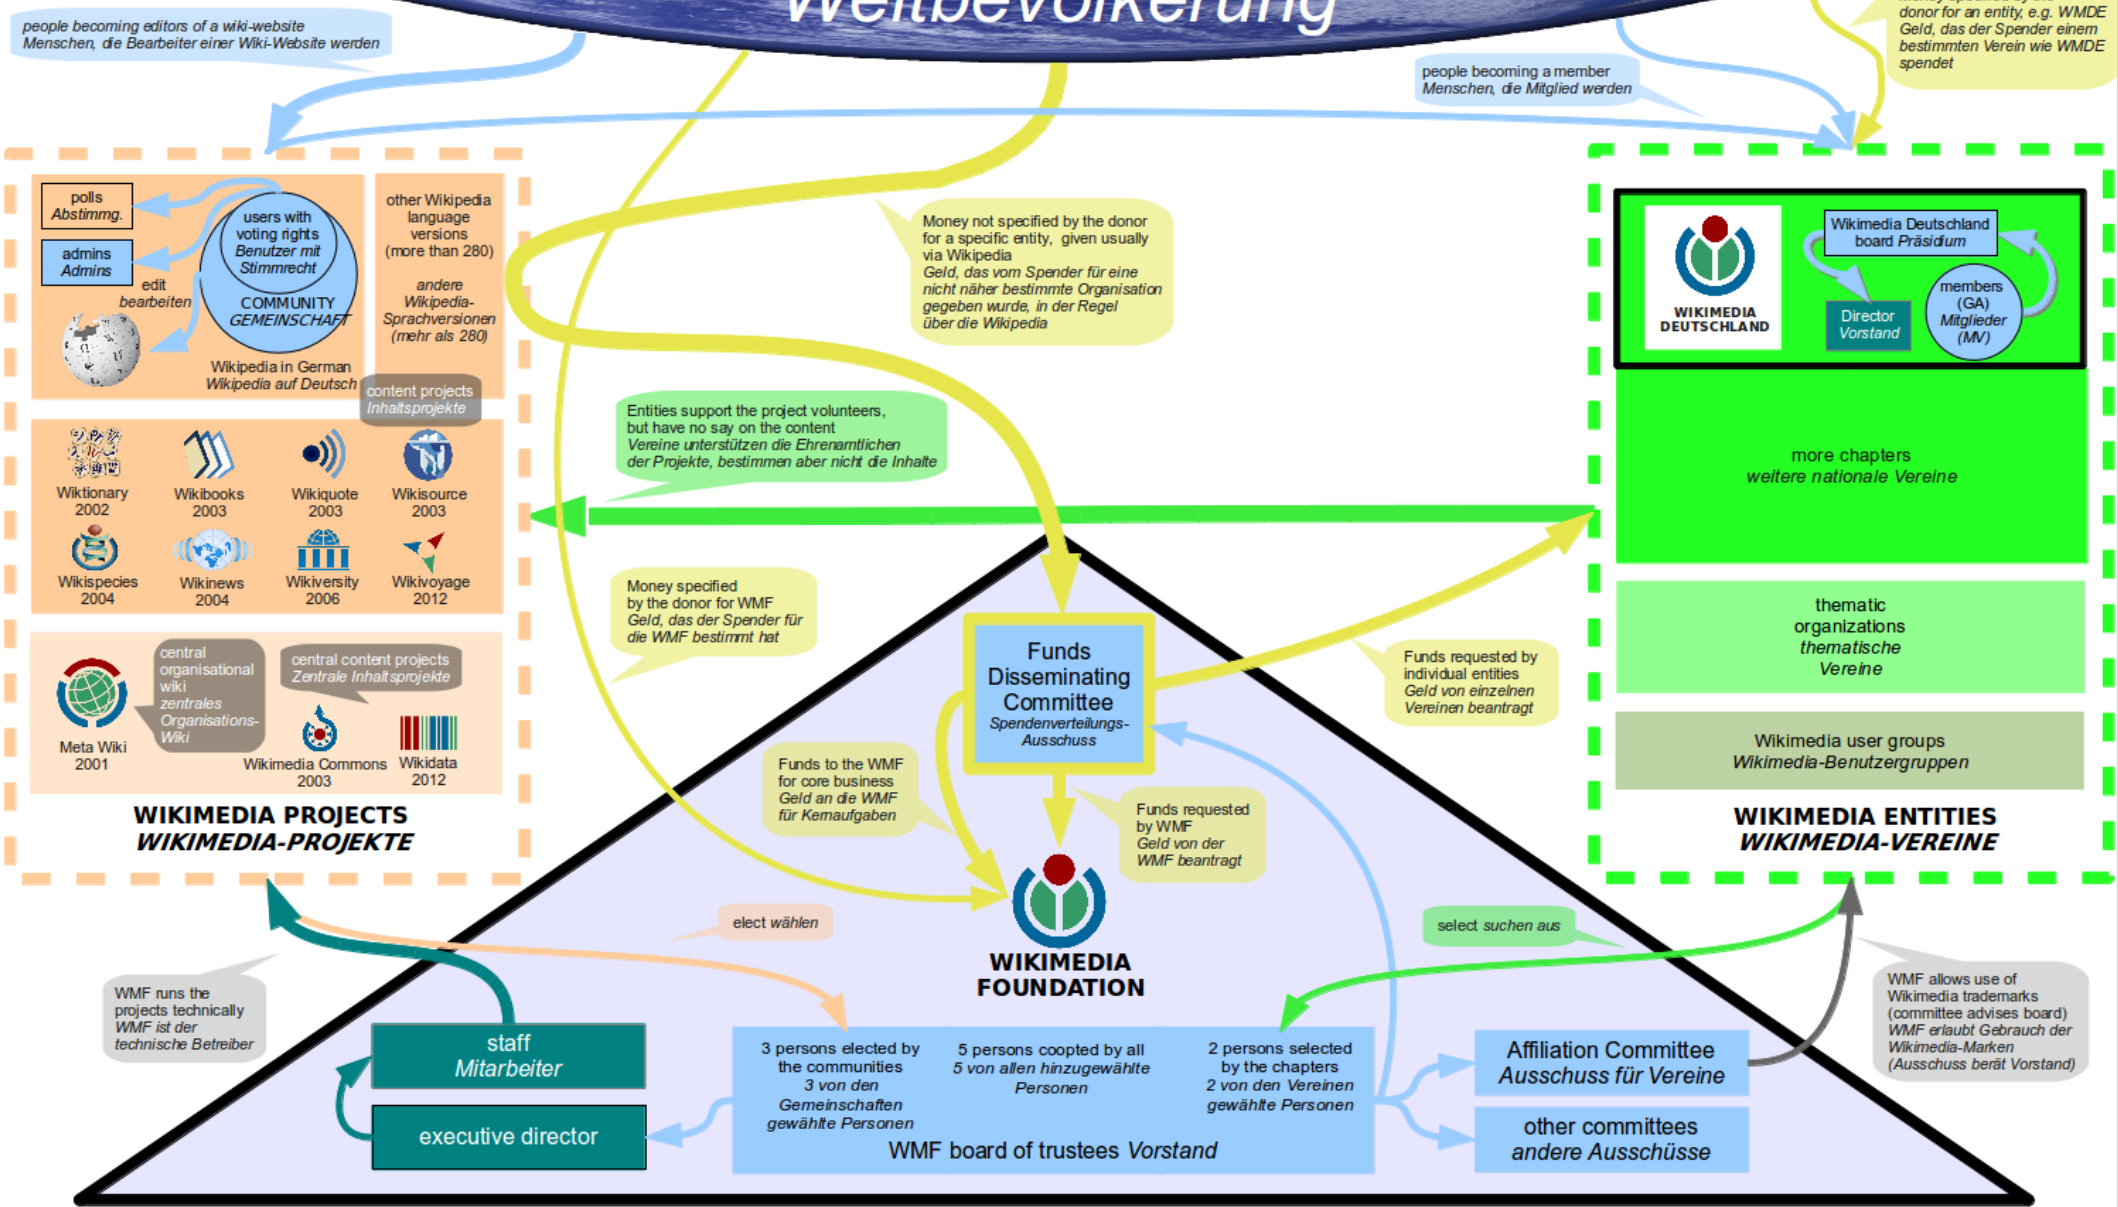 Weltbevölkerung
people becoming editors of a wiki-website
Menschen, die Bearbeiter einer Wiki-Website werden
donor for an entity, e.g. WMDE
Geld, das der Spender einem
bestimmten Verein wie WMDE
spendet
people becoming a member
Menschen, die Mitglied werden
polls
Abstimmg.
admins
Admins
edit
bearbeiten
users with
voting rights
Benutzer mit
Stimmrecht
COMMUNITY
GEMEINSCHAFT
Wikipedia in German
Wikipedia auf Deutsch
other Wikipedia
language
versions
(more than 280)
andere
Wikipedia-
Sprachversionen
(mehr als 280)
content projects
Inhaltsprojekte
Wiktionary
2002
Wikibooks
2003
Wikiquote
2003
Wikisource
2003
Wikispecies
2004
Wikinews
2004
Wikiversity
2006
Wikivoyage
2012
central
organisational
wiki
zentrales
Organisations-
Wiki
central content projects
Zentrale Inhaltsprojekte
Meta Wiki
2001
Wikimedia Commons
2003
Wikidata
2012
WIKIMEDIA PROJECTS
WIKIMEDIA-PROJEKTE
Money not specified by the donor
for a specific entity, given usually
via Wikipedia
Geld, das vom Spender für eine
nicht näher bestimmte Organisation
gegeben wurde, in der Regel
über die Wikipedia
Entities support the project volunteers,
but have no say on the content
Vereine unterstützen die Ehrenamtlichen
der Projekte, bestimmen aber nicht die Inhalte
Money specified
by the donor for WMF
Geld, das der Spender für
die WMF bestimmt hat
WIKIMEDIA
DEUTSCHLAND
Wikimedia Deutschland
board Präsidium
Director
Vorstand
members
(GA)
Mitglieder
(MV)
more chapters
weitere nationale Vereine
thematic
organizations
thematische
Vereine
Wikimedia user groups
Wikimedia-Benutzergruppen
WIKIMEDIA ENTITIES
WIKIMEDIA-VEREINE
Funds
Disseminating
Committee
Spendenverteilungs-
Ausschuss
Funds requested by
individual entities
Geld von einzelnen
Vereinen beantragt
Funds to the WMF
for core business
Geld an die WMF
für Kernaufgaben
Funds requested
by WMF
Geld von der
WMF beantragt
WIKIMEDIA
FOUNDATION
elect wählen
select suchen aus
WMF runs the
projects technically
WMF ist der
technische Betreiber
WMF allows use of
Wikimedia trademarks
(committee advises board)
WMF erlaubt Gebrauch der
Wikimedia-Marken
(Ausschuss berät Vorstand)
staff
Mitarbeiter
executive director
3 persons elected by
the communities
3 von den
Gemeinschaften
gewählte Personen
5 persons coopted by all
5 von allen hinzugewählte
Personen
2 persons selected
by the chapters
2 von den Vereinen
gewählte Personen
WMF board of trustees Vorstand
Affiliation Committee
Ausschuss für Vereine
other committees
andere Ausschüsse